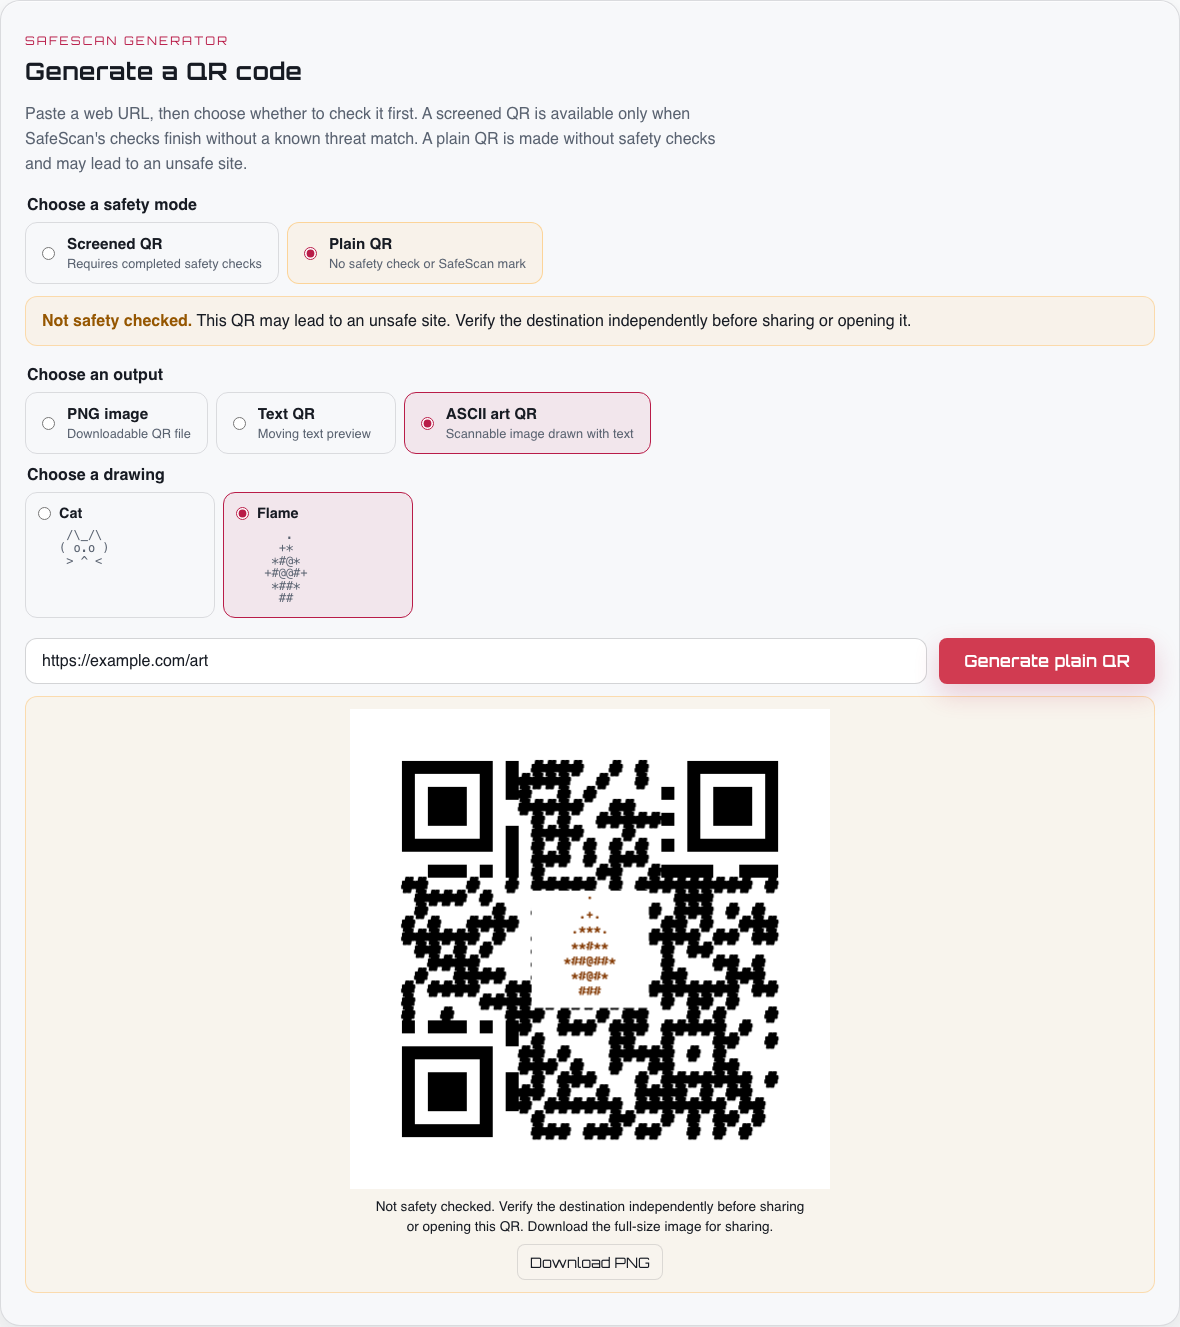 SAFESCAN GENERATOR
Generate a QR code
Paste a web URL, then choose whether to check it first. A screened QR is available only when
SafeScan's checks finish without a known threat match. A plain QR is made without safety checks
and may lead to an unsafe site.
Choose a safety mode
Screened QR
Requires completed safety checks
Plain QR
No safety check or SafeScan mark
Not safety checked. This QR may lead to an unsafe site. Verify the destination independently before sharing or opening it.
Choose an output
PNG image
Downloadable QR file
Text QR
Moving text preview
ASCII art QR
Scannable image drawn with text
Choose a drawing
Cat
/\_/\
( o.o )
> ^ <
Flame
.
+*
*#@*
+#@@#+
*##*
##
https://example.com/art
Generate plain QR
.
.+.
.***.
**#**
*##@##*
*#@#*
###
Not safety checked. Verify the destination independently before sharing
or opening this QR. Download the full-size image for sharing.
Download PNG